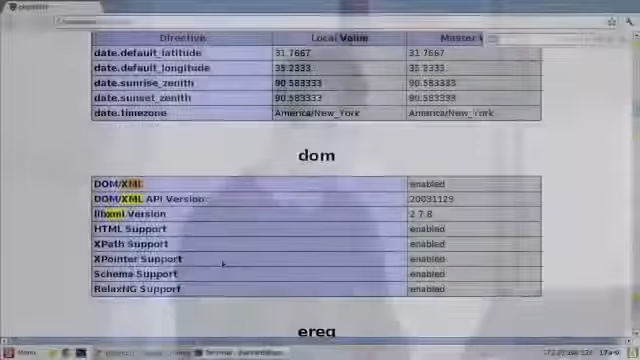 Directive Local Value Master V
date.default_latitude 31.7667 31.7667
date.default_longitude 35.2333 35.2333
date.sunrise_zenith 90.583333 90.583333
date.sunset_zenith 90.583333 90.583333
date.timezone America/New_York America/New_York
dom
DOM/XML enabled
DOM/XML API Version 20031129
libxml Version 2.7.8
HTML Support enabled
XPath Support enabled
XPointer Support enabled
Schema Support enabled
RelaxNG Support enabled
ereg
Menu